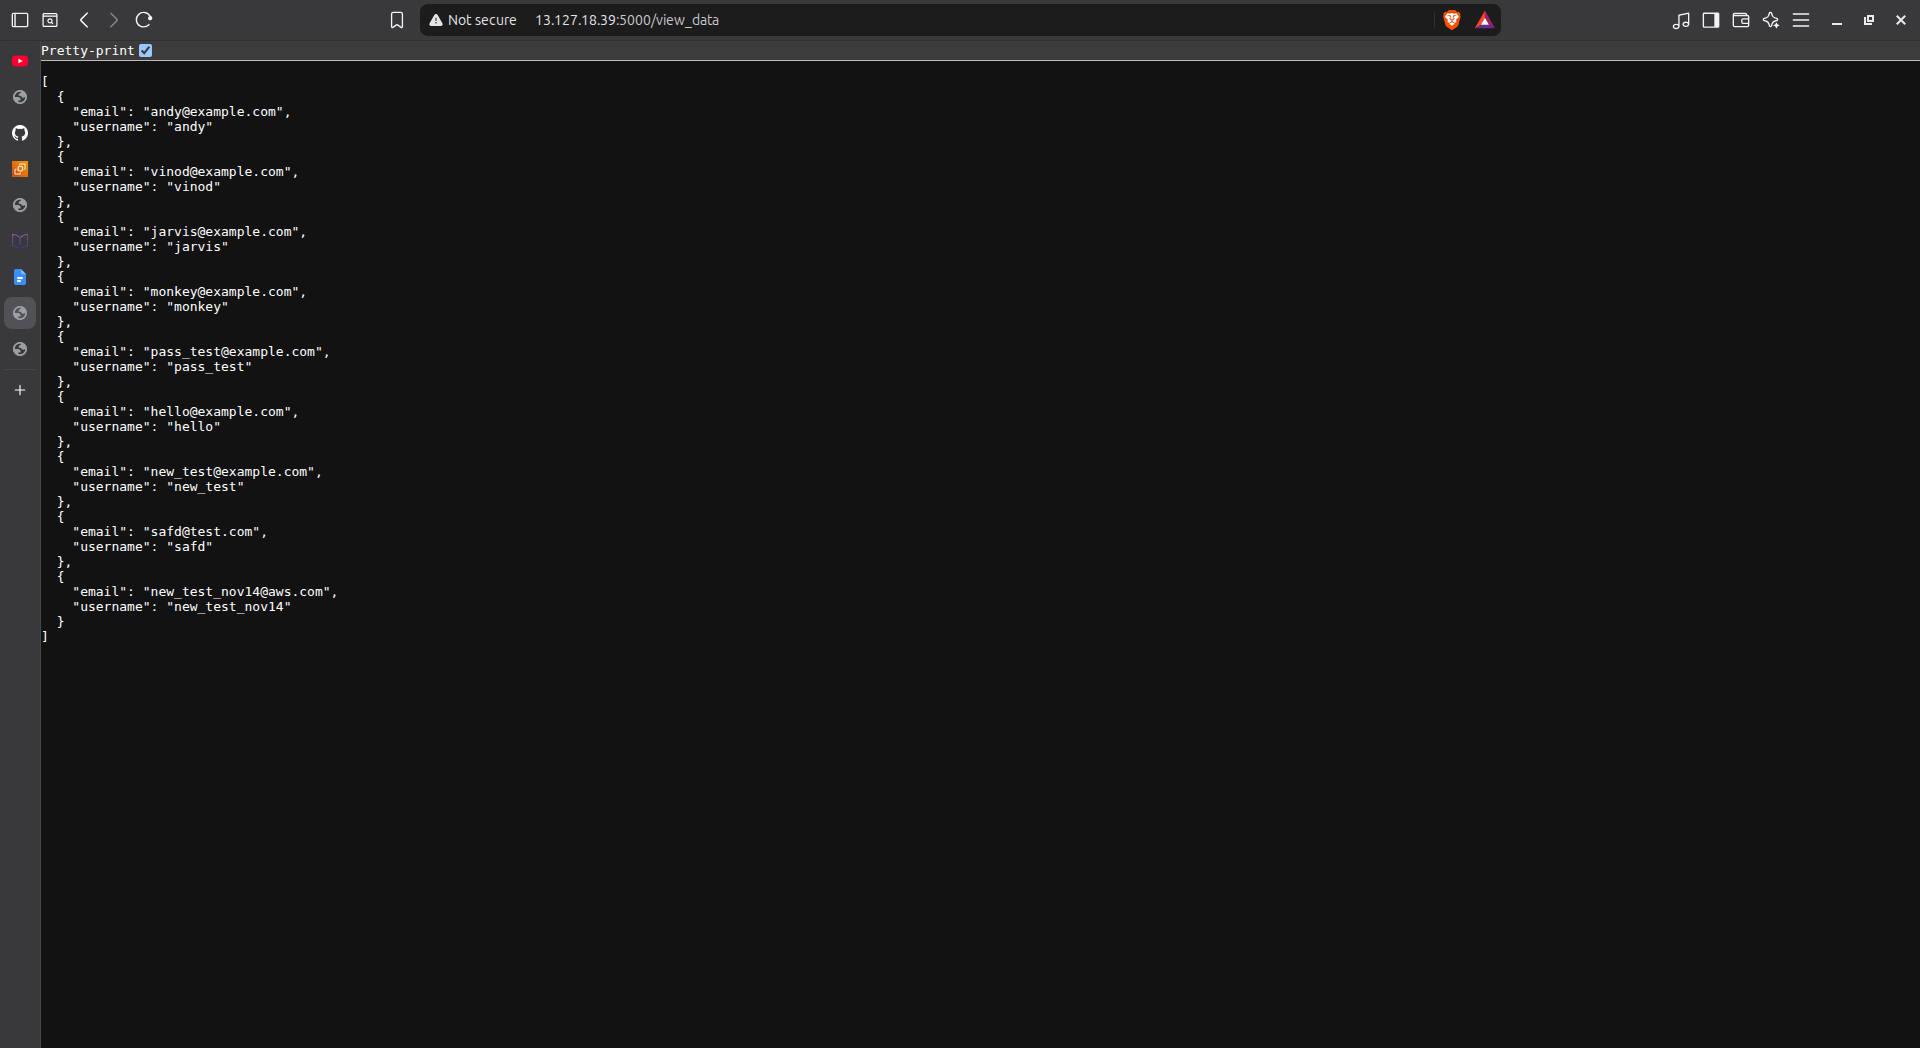 Not secure 13.127.18.39:5000/view_data
Pretty-print
[
  {
    "email": "andy@example.com",
    "username": "andy"
  },
  {
    "email": "vinod@example.com",
    "username": "vinod"
  },
  {
    "email": "jarvis@example.com",
    "username": "jarvis"
  },
  {
    "email": "monkey@example.com",
    "username": "monkey"
  },
  {
    "email": "pass_test@example.com",
    "username": "pass_test"
  },
  {
    "email": "hello@example.com",
    "username": "hello"
  },
  {
    "email": "new_test@example.com",
    "username": "new_test"
  },
  {
    "email": "safd@test.com",
    "username": "safd"
  },
  {
    "email": "new_test_nov14@aws.com",
    "username": "new_test_nov14"
  }
]